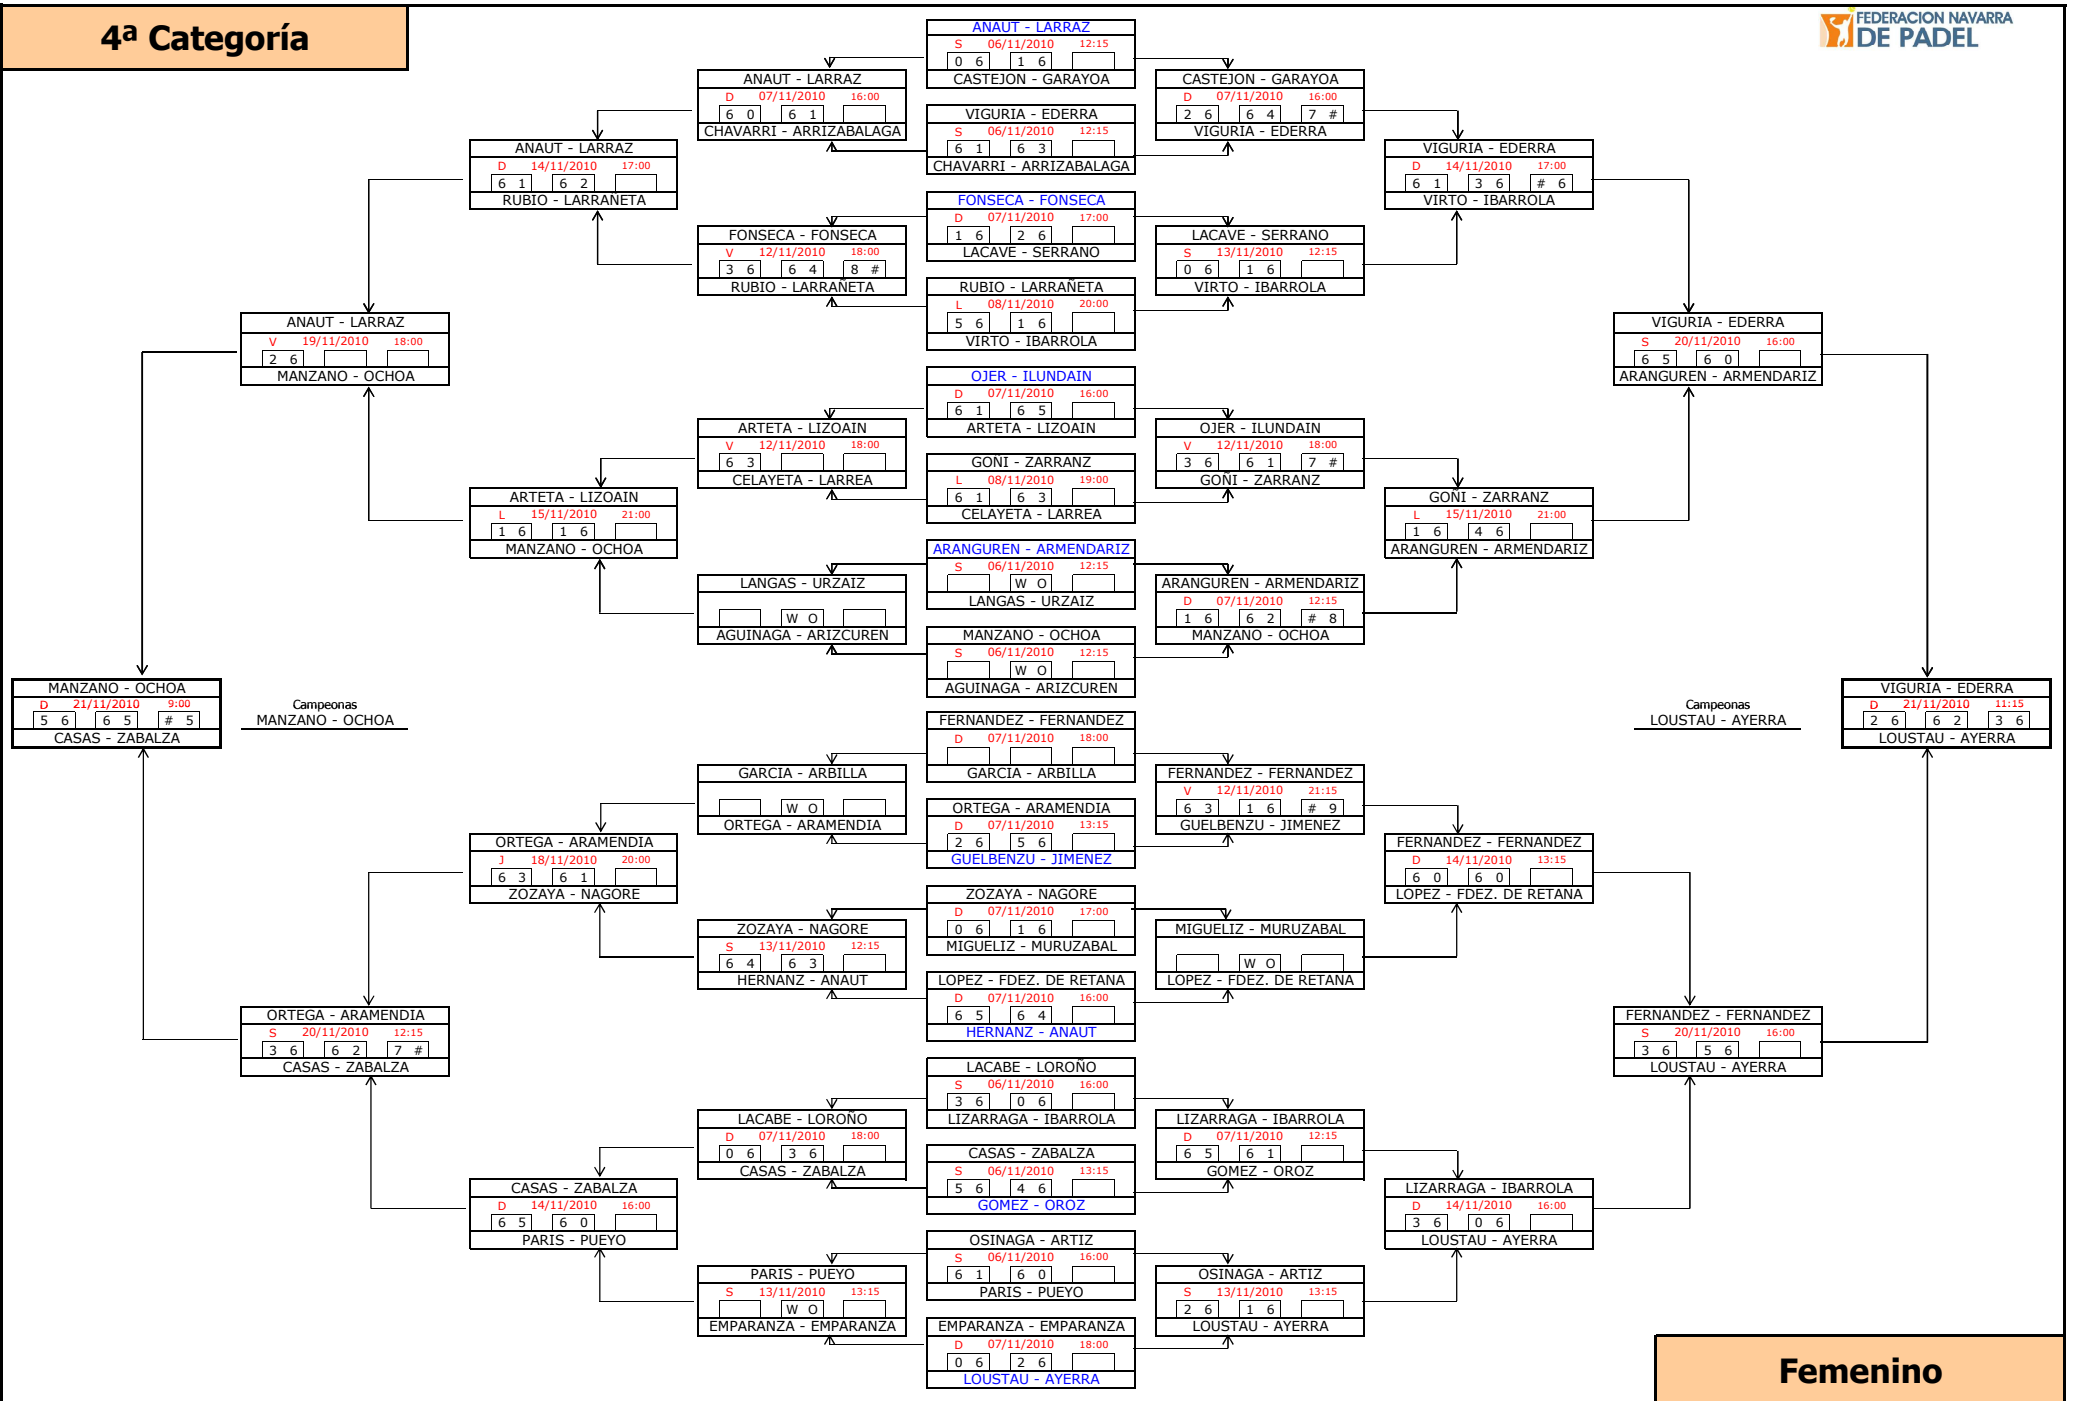 4ª Categoría
FEDERACION NAVARRA
DE PADEL
ANAUT - LARRAZ
S 06/11/2010 12:15
0 6 1 6
CASTEJON - GARAYOA
VIGURIA - EDERRA
S 06/11/2010 12:15
6 1 6 3
CHAVARRI - ARRIZABALAGA
FONSECA - FONSECA
D 07/11/2010 17:00
1 6 2 6
LACAVE - SERRANO
RUBIO - LARRAÑETA
L 08/11/2010 20:00
5 6 1 6
VIRTO - IBARROLA
OJER - ILUNDAIN
D 07/11/2010 16:00
6 1 6 5
ARTETA - LIZOAIN
GOÑI - ZARRANZ
L 08/11/2010 19:00
6 1 6 3
CELAYETA - LARREA
ARANGUREN - ARMENDARIZ
S 06/11/2010 12:15
W O
LANGAS - URZAIZ
MANZANO - OCHOA
S 06/11/2010 12:15
W O
AGUINAGA - ARIZCUREN
FERNANDEZ - FERNANDEZ
D 07/11/2010 18:00
GARCIA - ARBILLA
ORTEGA - ARAMENDIA
D 07/11/2010 13:15
2 6 5 6
GUELBENZU - JIMENEZ
ZOZAYA - NAGORE
D 07/11/2010 17:00
0 6 1 6
MIGUELIZ - MURUZABAL
LOPEZ - FDEZ. DE RETANA
D 07/11/2010 16:00
6 5 6 4
HERNANZ - ANAUT
LACABE - LOROÑO
S 06/11/2010 16:00
3 6 0 6
LIZARRAGA - IBARROLA
CASAS - ZABALZA
S 06/11/2010 13:15
5 6 4 6
GOMEZ - OROZ
OSINAGA - ARTIZ
S 06/11/2010 16:00
6 1 6 0
PARIS - PUEYO
EMPARANZA - EMPARANZA
D 07/11/2010 18:00
0 6 2 6
LOUSTAU - AYERRA
ANAUT - LARRAZ
D 07/11/2010 16:00
6 0 6 1
CHAVARRI - ARRIZABALAGA
FONSECA - FONSECA
V 12/11/2010 18:00
3 6 6 4 8 #
RUBIO - LARRAÑETA
ARTETA - LIZOAIN
V 12/11/2010 18:00
6 3
CELAYETA - LARREA
LANGAS - URZAIZ
W O
AGUINAGA - ARIZCUREN
GARCIA - ARBILLA
W O
ORTEGA - ARAMENDIA
ZOZAYA - NAGORE
S 13/11/2010 12:15
6 4 6 3
HERNANZ - ANAUT
LACABE - LOROÑO
D 07/11/2010 18:00
0 6 3 6
CASAS - ZABALZA
PARIS - PUEYO
S 13/11/2010 13:15
W O
EMPARANZA - EMPARANZA
ANAUT - LARRAZ
D 14/11/2010 17:00
6 1 6 2
RUBIO - LARRAÑETA
ARTETA - LIZOAIN
L 15/11/2010 21:00
1 6 1 6
MANZANO - OCHOA
ORTEGA - ARAMENDIA
J 18/11/2010 20:00
6 3 6 1
ZOZAYA - NAGORE
CASAS - ZABALZA
D 14/11/2010 16:00
6 5 6 0
PARIS - PUEYO
ANAUT - LARRAZ
V 19/11/2010 18:00
2 6
MANZANO - OCHOA
ORTEGA - ARAMENDIA
S 20/11/2010 12:15
3 6 6 2 7 #
CASAS - ZABALZA
MANZANO - OCHOA
D 21/11/2010 9:00
5 6 6 5 # 5
CASAS - ZABALZA
Campeonas
MANZANO - OCHOA
CASTEJON - GARAYOA
D 07/11/2010 16:00
2 6 6 4 7 #
VIGURIA - EDERRA
LACAVE - SERRANO
S 13/11/2010 12:15
0 6 1 6
VIRTO - IBARROLA
OJER - ILUNDAIN
V 12/11/2010 18:00
3 6 6 1 7 #
GOÑI - ZARRANZ
ARANGUREN - ARMENDARIZ
D 07/11/2010 12:15
1 6 6 2 # 8
MANZANO - OCHOA
FERNANDEZ - FERNANDEZ
V 12/11/2010 21:15
6 3 1 6 # 9
GUELBENZU - JIMENEZ
MIGUELIZ - MURUZABAL
W O
LOPEZ - FDEZ. DE RETANA
LIZARRAGA - IBARROLA
D 07/11/2010 12:15
6 5 6 1
GOMEZ - OROZ
OSINAGA - ARTIZ
S 13/11/2010 13:15
2 6 1 6
LOUSTAU - AYERRA
VIGURIA - EDERRA
D 14/11/2010 17:00
6 1 3 6 # 6
VIRTO - IBARROLA
GOÑI - ZARRANZ
L 15/11/2010 21:00
1 6 4 6
ARANGUREN - ARMENDARIZ
FERNANDEZ - FERNANDEZ
D 14/11/2010 13:15
6 0 6 0
LOPEZ - FDEZ. DE RETANA
LIZARRAGA - IBARROLA
D 14/11/2010 16:00
3 6 0 6
LOUSTAU - AYERRA
VIGURIA - EDERRA
S 20/11/2010 16:00
6 5 6 0
ARANGUREN - ARMENDARIZ
FERNANDEZ - FERNANDEZ
S 20/11/2010 16:00
3 6 5 6
LOUSTAU - AYERRA
Campeonas
LOUSTAU - AYERRA
VIGURIA - EDERRA
D 21/11/2010 11:15
2 6 6 2 3 6
LOUSTAU - AYERRA
Femenino